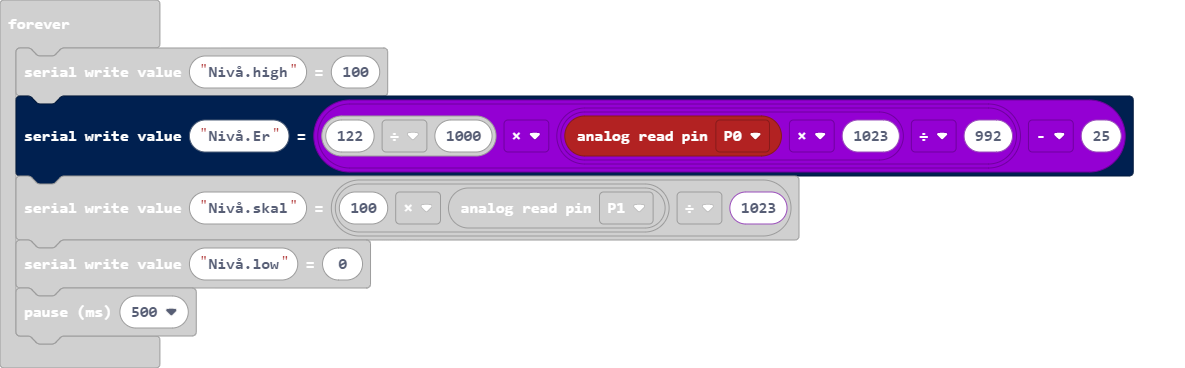 forever
serial write value "Nivå.high" = 100
serial write value "Nivå.Er" = 122 ÷ 1000 × analog read pin P0 × 1023 ÷ 992 - 25
serial write value "Nivå.skal" = 100 × analog read pin P1 ÷ 1023
serial write value "Nivå.low" = 0
pause (ms) 500